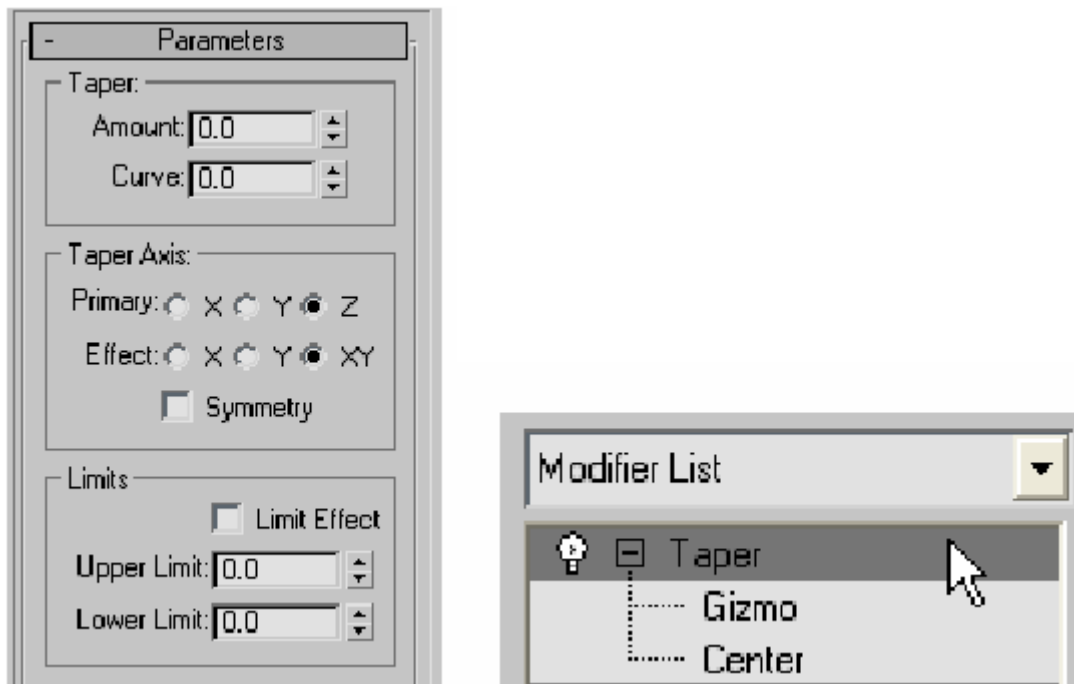 - Parameters
Taper:
Amount: 0.0
Curve: 0.0
Taper Axis:
Primary: X Y Z
Effect: X Y XY
Symmetry
Limits
Limit Effect
Upper Limit: 0.0
Lower Limit: 0.0
Modifier List
Taper
Gizmo
Center